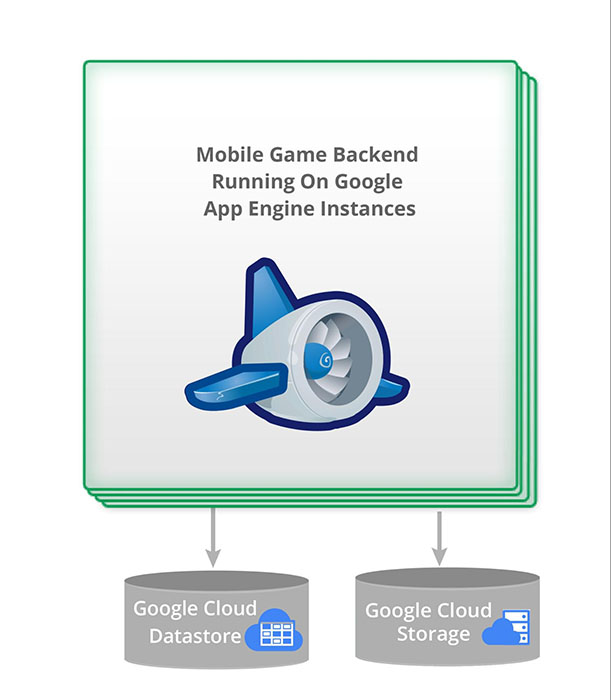 Mobile Game Backend
Running On Google
App Engine Instances
Google Cloud
Datastore
Google Cloud
Storage